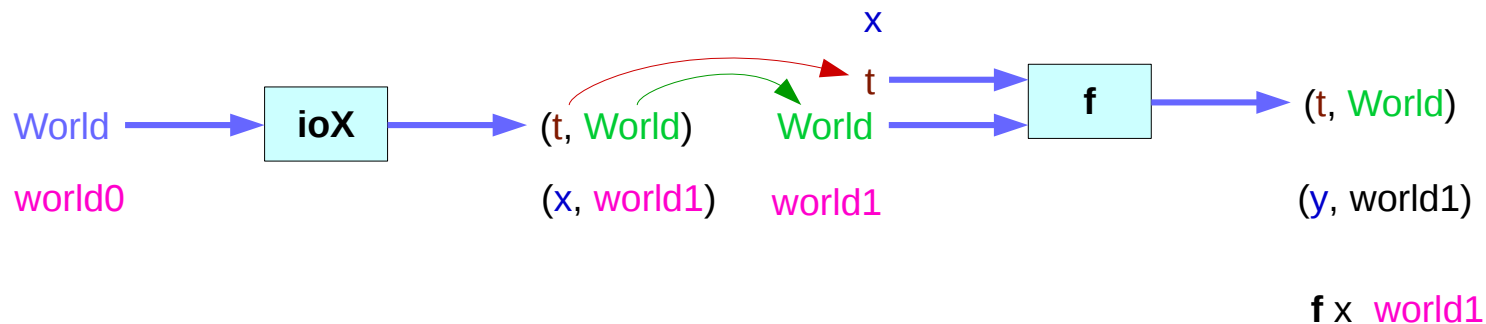 x
t
World ioX (t, World) World f (t, World)
world0 (x, world1) world1 (y, world1)
f x world1